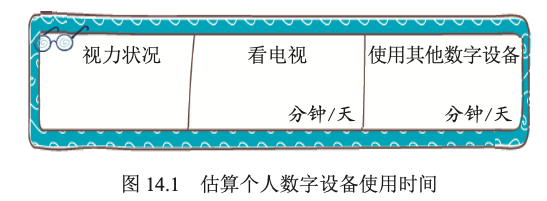 视力状况
看电视
使用其他数字设备
分钟/天
分钟/天
图 14.1 估算个人数字设备使用时间